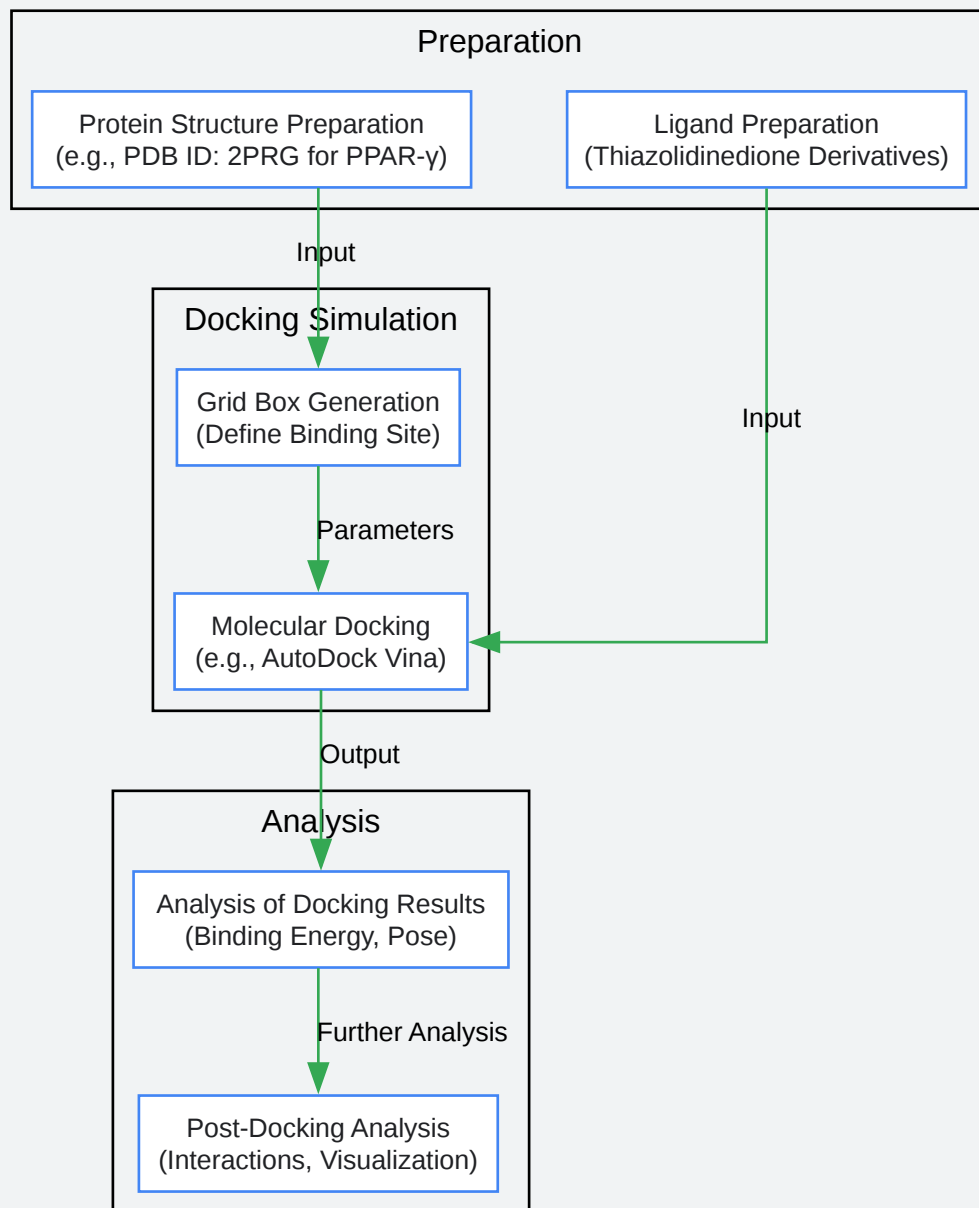 Preparation
Protein Structure Preparation
(e.g., PDB ID: 2PRG for PPAR-γ)
Ligand Preparation
(Thiazolidinedione Derivatives)
Input
Docking Simulation
Grid Box Generation
(Define Binding Site)
Input
Parameters
Molecular Docking
(e.g., AutoDock Vina)
Output
Analysis
Analysis of Docking Results
(Binding Energy, Pose)
Further Analysis
Post-Docking Analysis
(Interactions, Visualization)